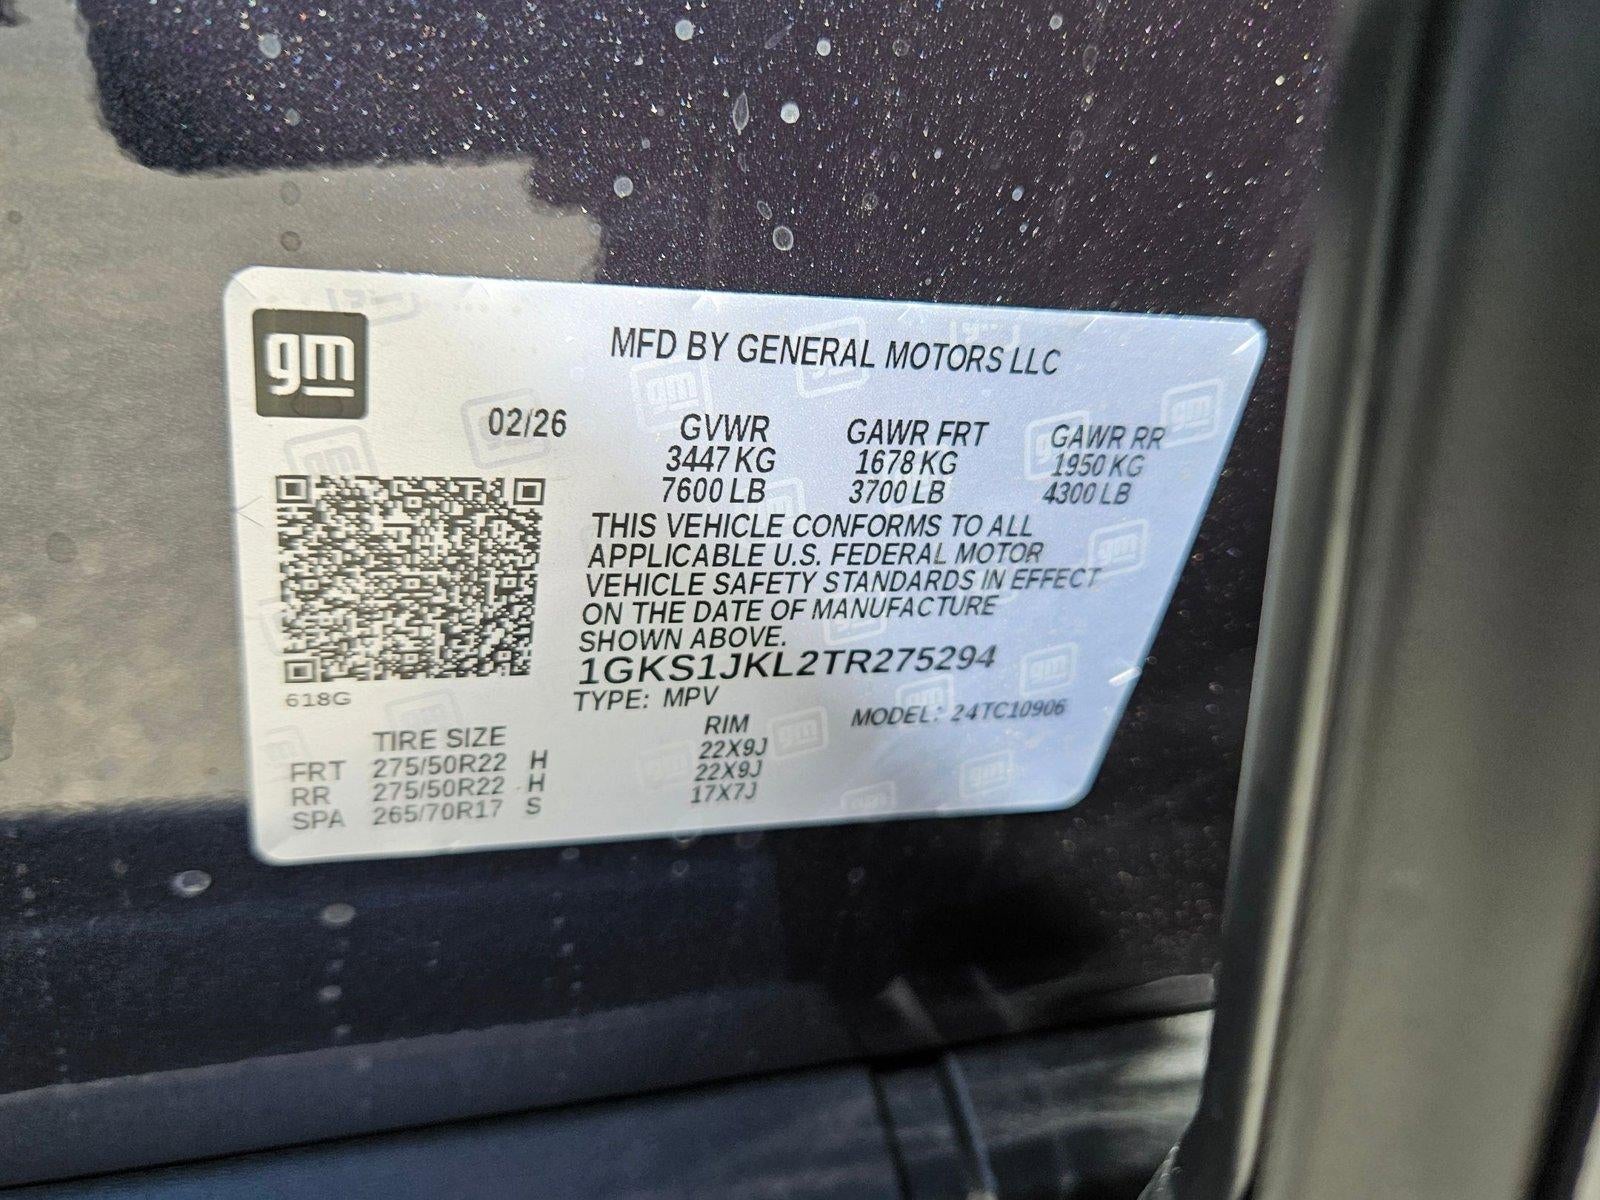 gm
MFD BY GENERAL MOTORS LLC
02/26
GVWR GAWR FRT GAWR RR
3447 KG 1678 KG 1950 KG
7600 LB 3700 LB 4300 LB
THIS VEHICLE CONFORMS TO ALL
APPLICABLE U.S. FEDERAL MOTOR
VEHICLE SAFETY STANDARDS IN EFFECT
ON THE DATE OF MANUFACTURE
SHOWN ABOVE.
1GKS1JKL2TR275294
618G
TYPE: MPV MODEL: 24TC10906
TIRE SIZE RIM
FRT 275/50R22 H 22X9J
RR 275/50R22 H 22X9J
SPA 265/70R17 S 17X7J